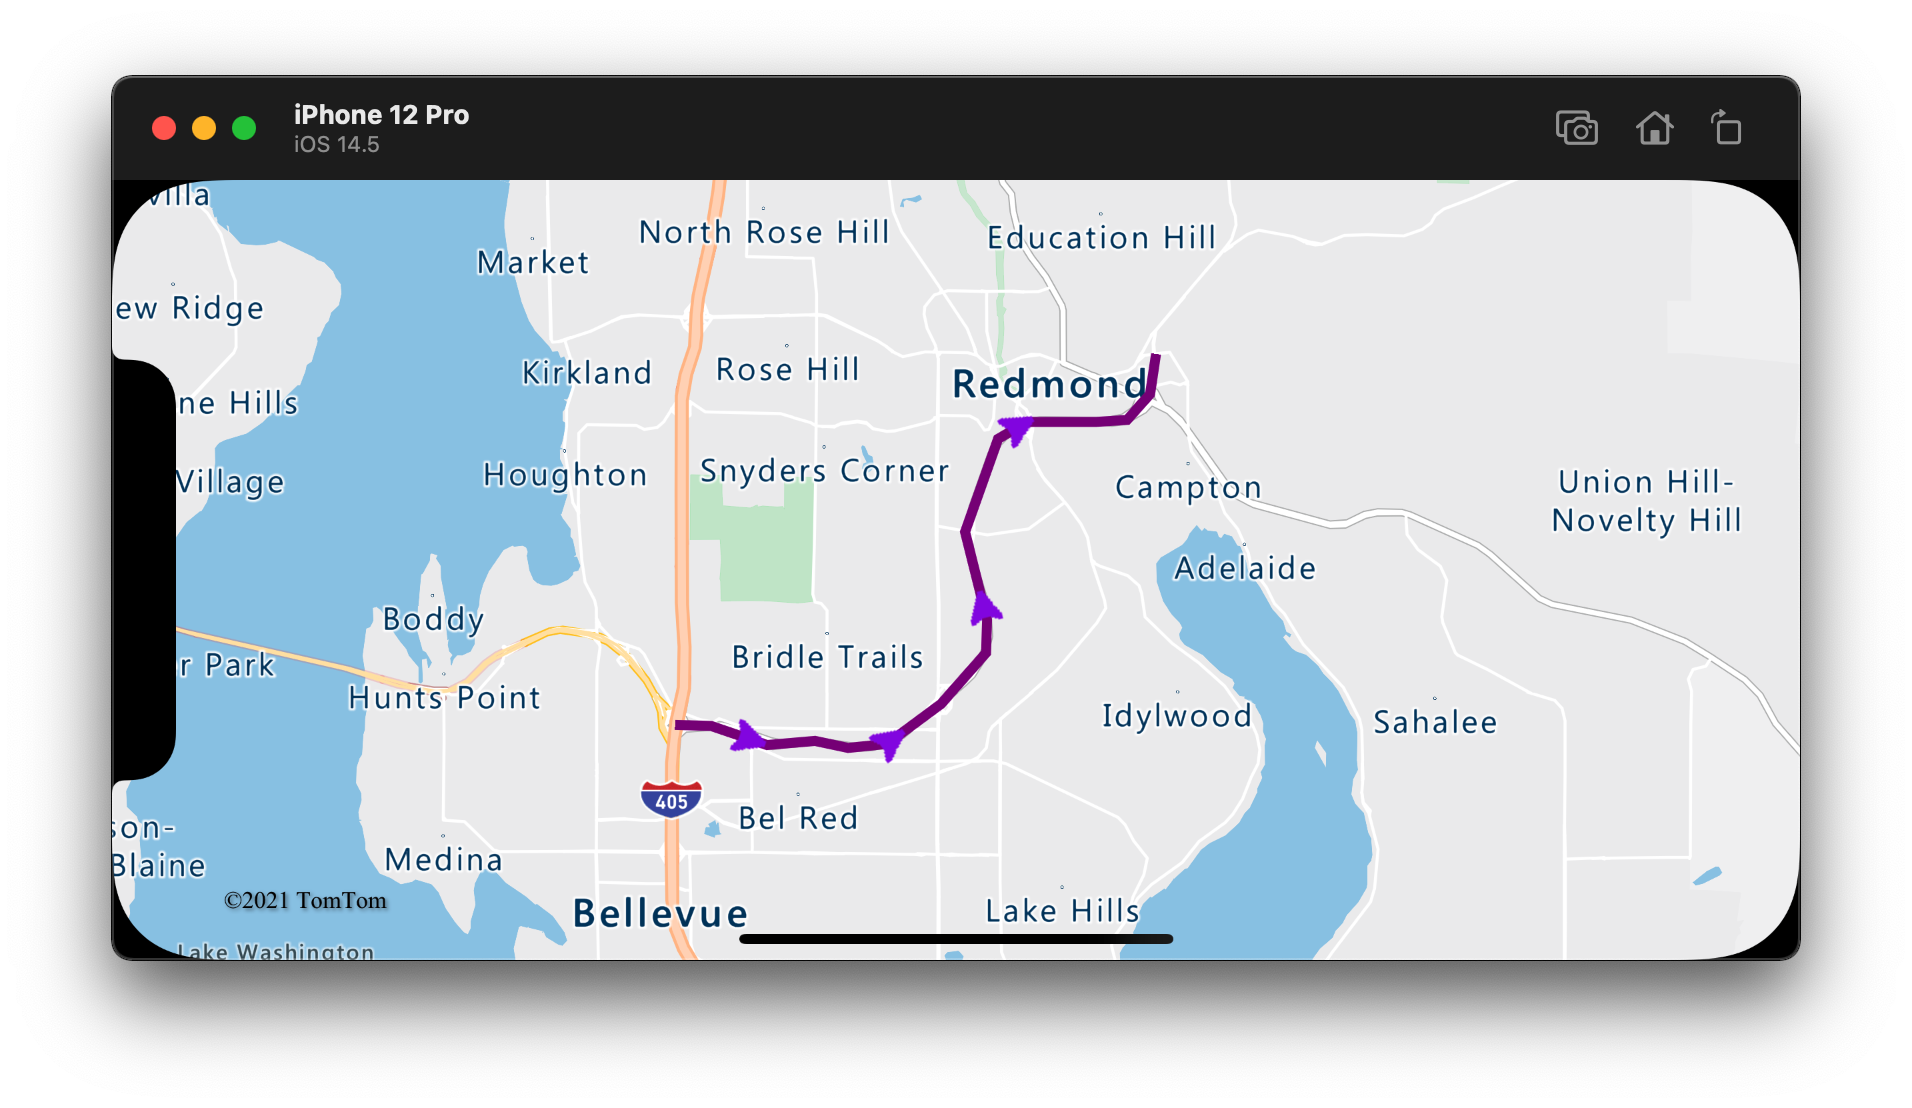 iPhone 12 Pro
iOS 14.5
villa
North Rose Hill
Education Hill
Market
ew Ridge
Kirkland
Rose Hill
Redmond
ne Hills
Houghton
Snyders Corner
Village
Campton
Union Hill-
Novelty Hill
Adelaide
Boddy
r Park
Bridle Trails
Hunts Point
Idylwood
Sahalee
405
Bel Red
son-
Blaine
Medina
©2021 TomTom
Bellevue
Lake Hills
Lake Washington